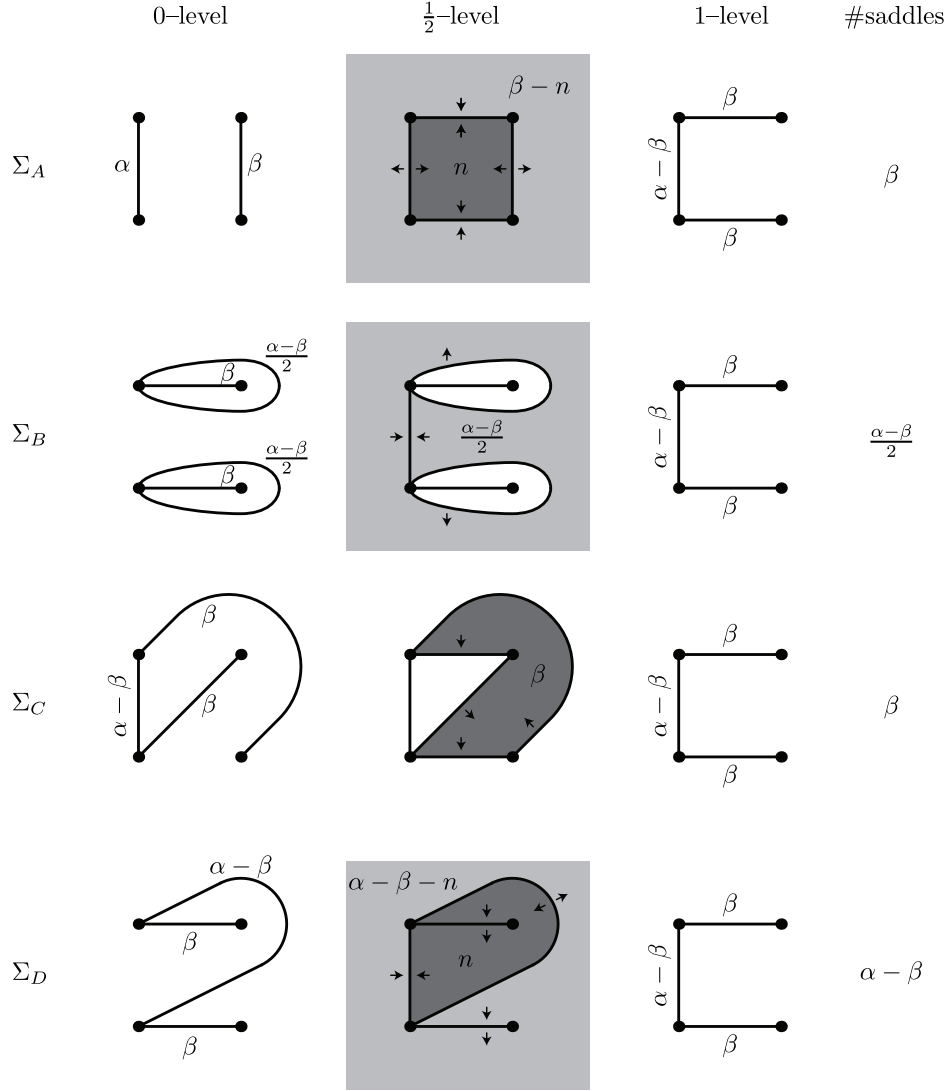 0–level ½–level 1–level #saddles
β − n
β
Σ_A α β n α − β β
β
β (α−β)/2 β
Σ_B (α−β)/2 α − β (α−β)/2
β (α−β)/2 β
β β
Σ_C α − β β β α − β β
β
α − β α − β − n β
β
Σ_D n α − β α − β
β β